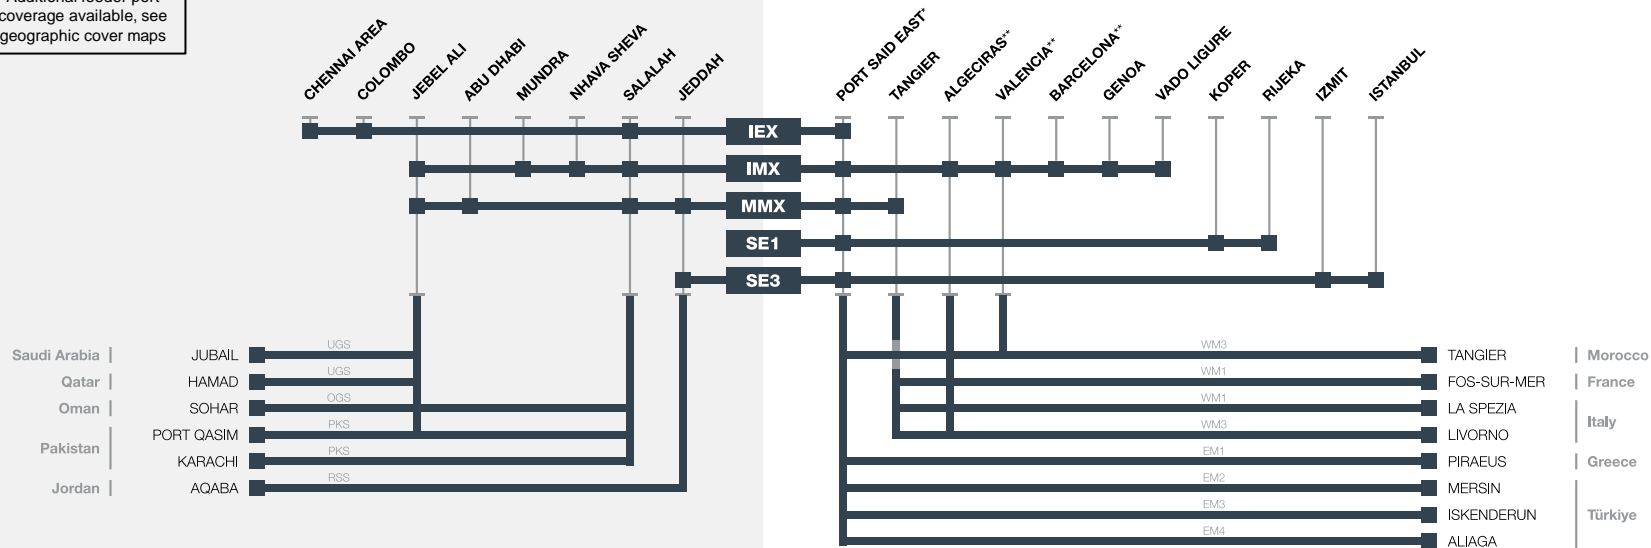 Additional feeder port
coverage available, see
geographic cover maps
CHENNAI AREA
COLOMBO
JEBEL ALI
ABU DHABI
MUNDRA
NHAVA SHEVA
SALALAH
JEDDAH
PORT SAID EAST*
TANGIER
ALGECIRAS**
VALENCIA**
BARCELONA**
GENOA
VADO LIGURE
KOPER
RIJEKA
IZMIT
ISTANBUL
IEX
IMX
MMX
SE1
SE3
Saudi Arabia JUBAIL UGS WM3 TANGIER Morocco
Qatar HAMAD UGS WM1 FOS-SUR-MER France
Oman SOHAR OGS WM1 LA SPEZIA
Italy
PORT QASIM PKS WM3 LIVORNO
Pakistan
KARACHI PKS EM1 PIRAEUS Greece
Jordan AQABA RSS EM2 MERSIN
EM3 ISKENDERUN Türkiye
EM4 ALIAGA